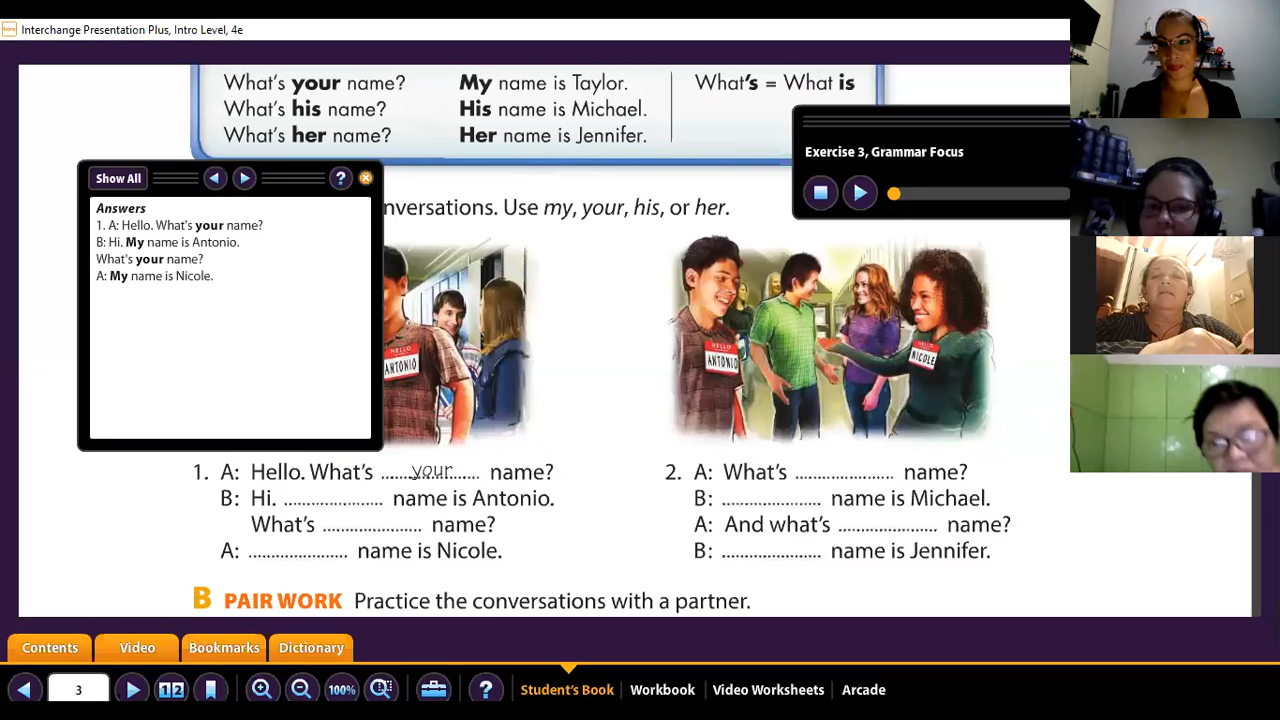 Interchange Presentation Plus, Intro Level, 4e
What's your name? My name is Taylor. What's = What is
What's his name? His name is Michael.
What's her name? Her name is Jennifer.
Exercise 3, Grammar Focus
Show All ?
Answers
1. A: Hello. What's your name?
B: Hi. My name is Antonio.
What's your name?
A: My name is Nicole.
nversations. Use my, your, his, or her.
HELLO
ANTONIO
HELLO
ANTONIO
HELLO
NICOLE
1. A: Hello. What's ...your... name?
B: Hi. ........ name is Antonio.
What's ........ name?
A: ........ name is Nicole.
2. A: What's ........ name?
B: ........ name is Michael.
A: And what's ........ name?
B: ........ name is Jennifer.
B PAIR WORK Practice the conversations with a partner.
Contents Video Bookmarks Dictionary
3 12 100% ? Student's Book Workbook Video Worksheets Arcade